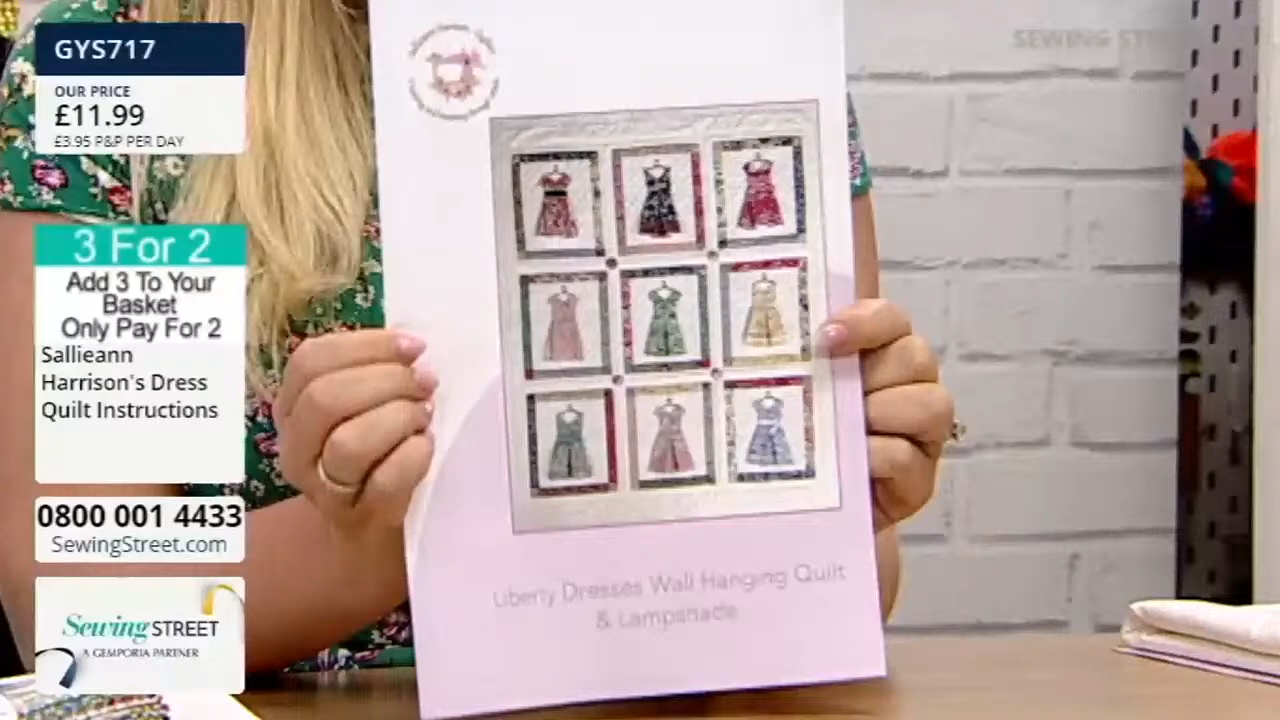 GYS717
OUR PRICE
£11.99
£3.95 P&P PER DAY
3 For 2
Add 3 To Your
Basket
Only Pay For 2
Sallieann
Harrison's Dress
Quilt Instructions
0800 001 4433
SewingStreet.com
Sewing STREET
A GEMPORIA PARTNER
SEWING
Liberty Dresses Wall Hanging Quilt
& Lampshade